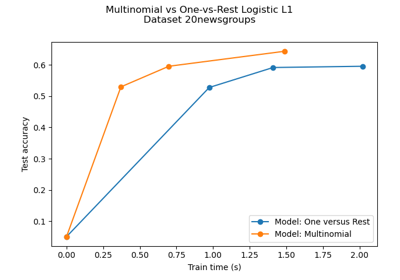 Multinomial vs One-vs-Rest Logistic L1
Dataset 20newsgroups
0.6
0.5
0.4
0.3
0.2
0.1
Test accuracy
0.00
0.25
0.50
0.75
1.00
1.25
1.50
1.75
2.00
Train time (s)
Model: One versus Rest
Model: Multinomial